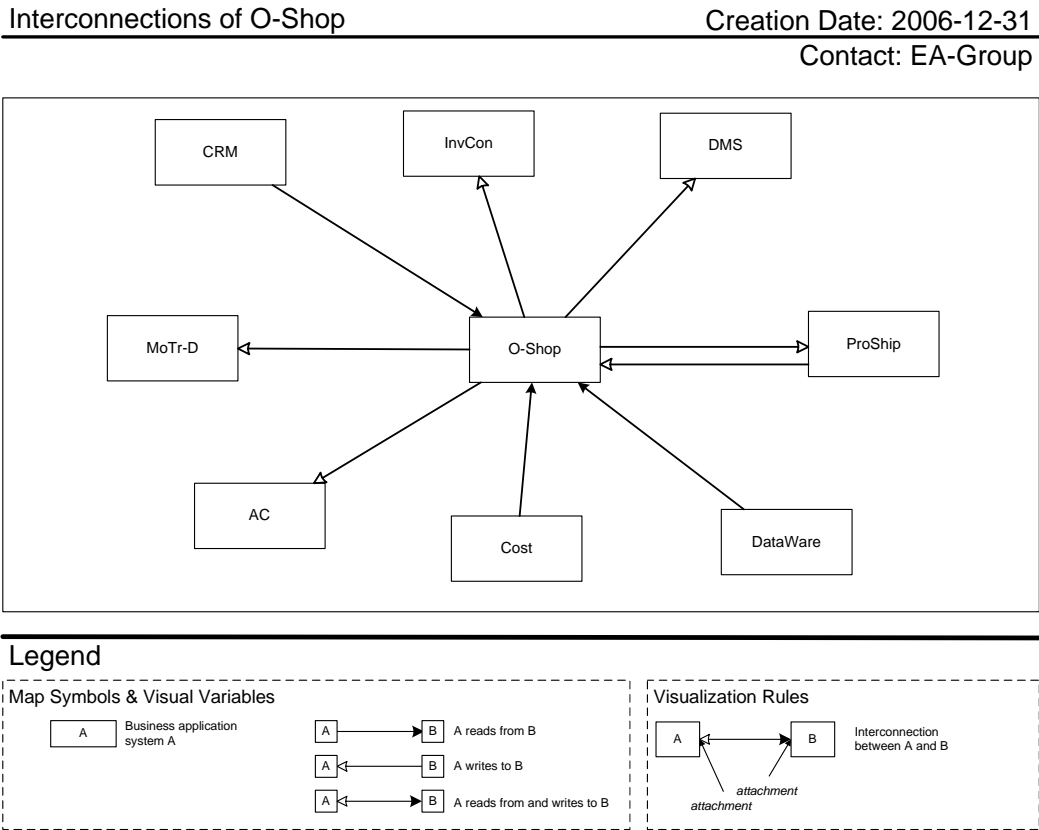 Interconnections of O-Shop
Creation Date: 2006-12-31
Contact: EA-Group
CRM
InvCon
DMS
MoTr-D
O-Shop
ProShip
AC
Cost
DataWare
Legend
Map Symbols & Visual Variables
A
Business application
system A
A B A reads from B
A B A writes to B
A B A reads from and writes to B
Visualization Rules
A B
Interconnection
between A and B
attachment
attachment